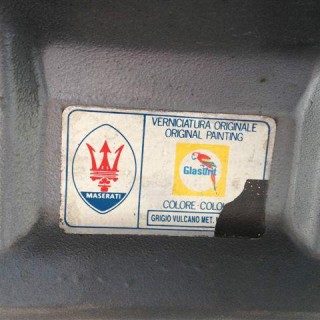 VERNICIATURA ORIGINALE
ORIGINAL PAINTING
MASERATI
Glasurit
COLORE-COLO
GRIGIO VULCANO MET.